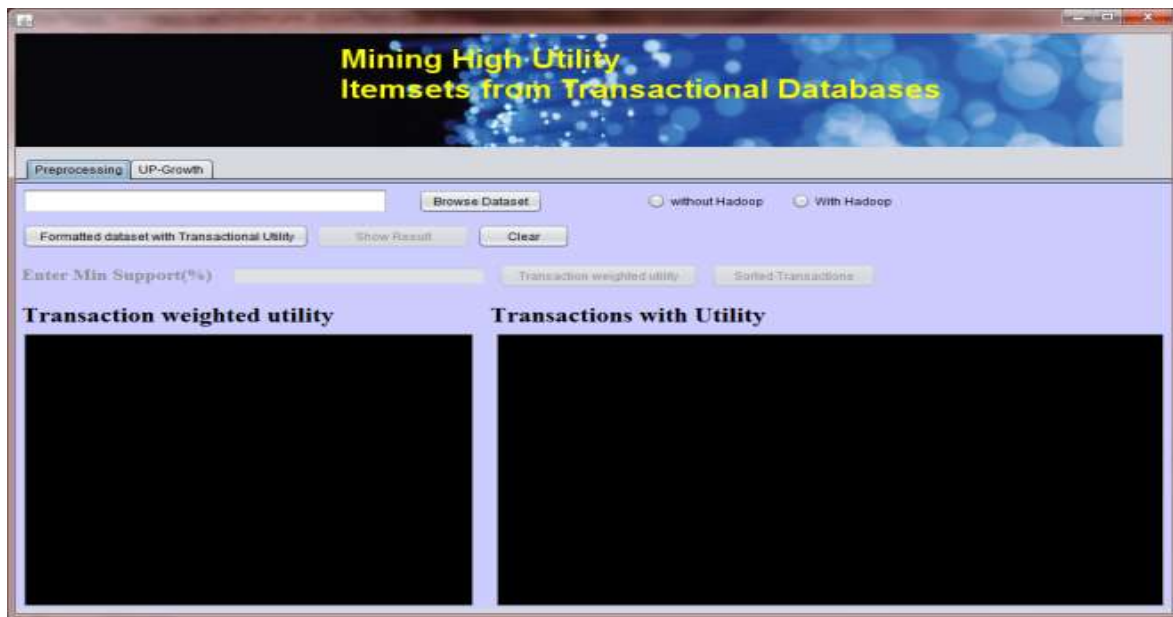 Mining High Utility
Itemsets from Transactional Databases
Preprocessing UP-Growth
Browse Dataset without Hadoop With Hadoop
Formatted dataset with Transactional Utility Show Result Clear
Enter Min Support(%) Transaction weighted utility Sorted Transactions
Transaction weighted utility Transactions with Utility